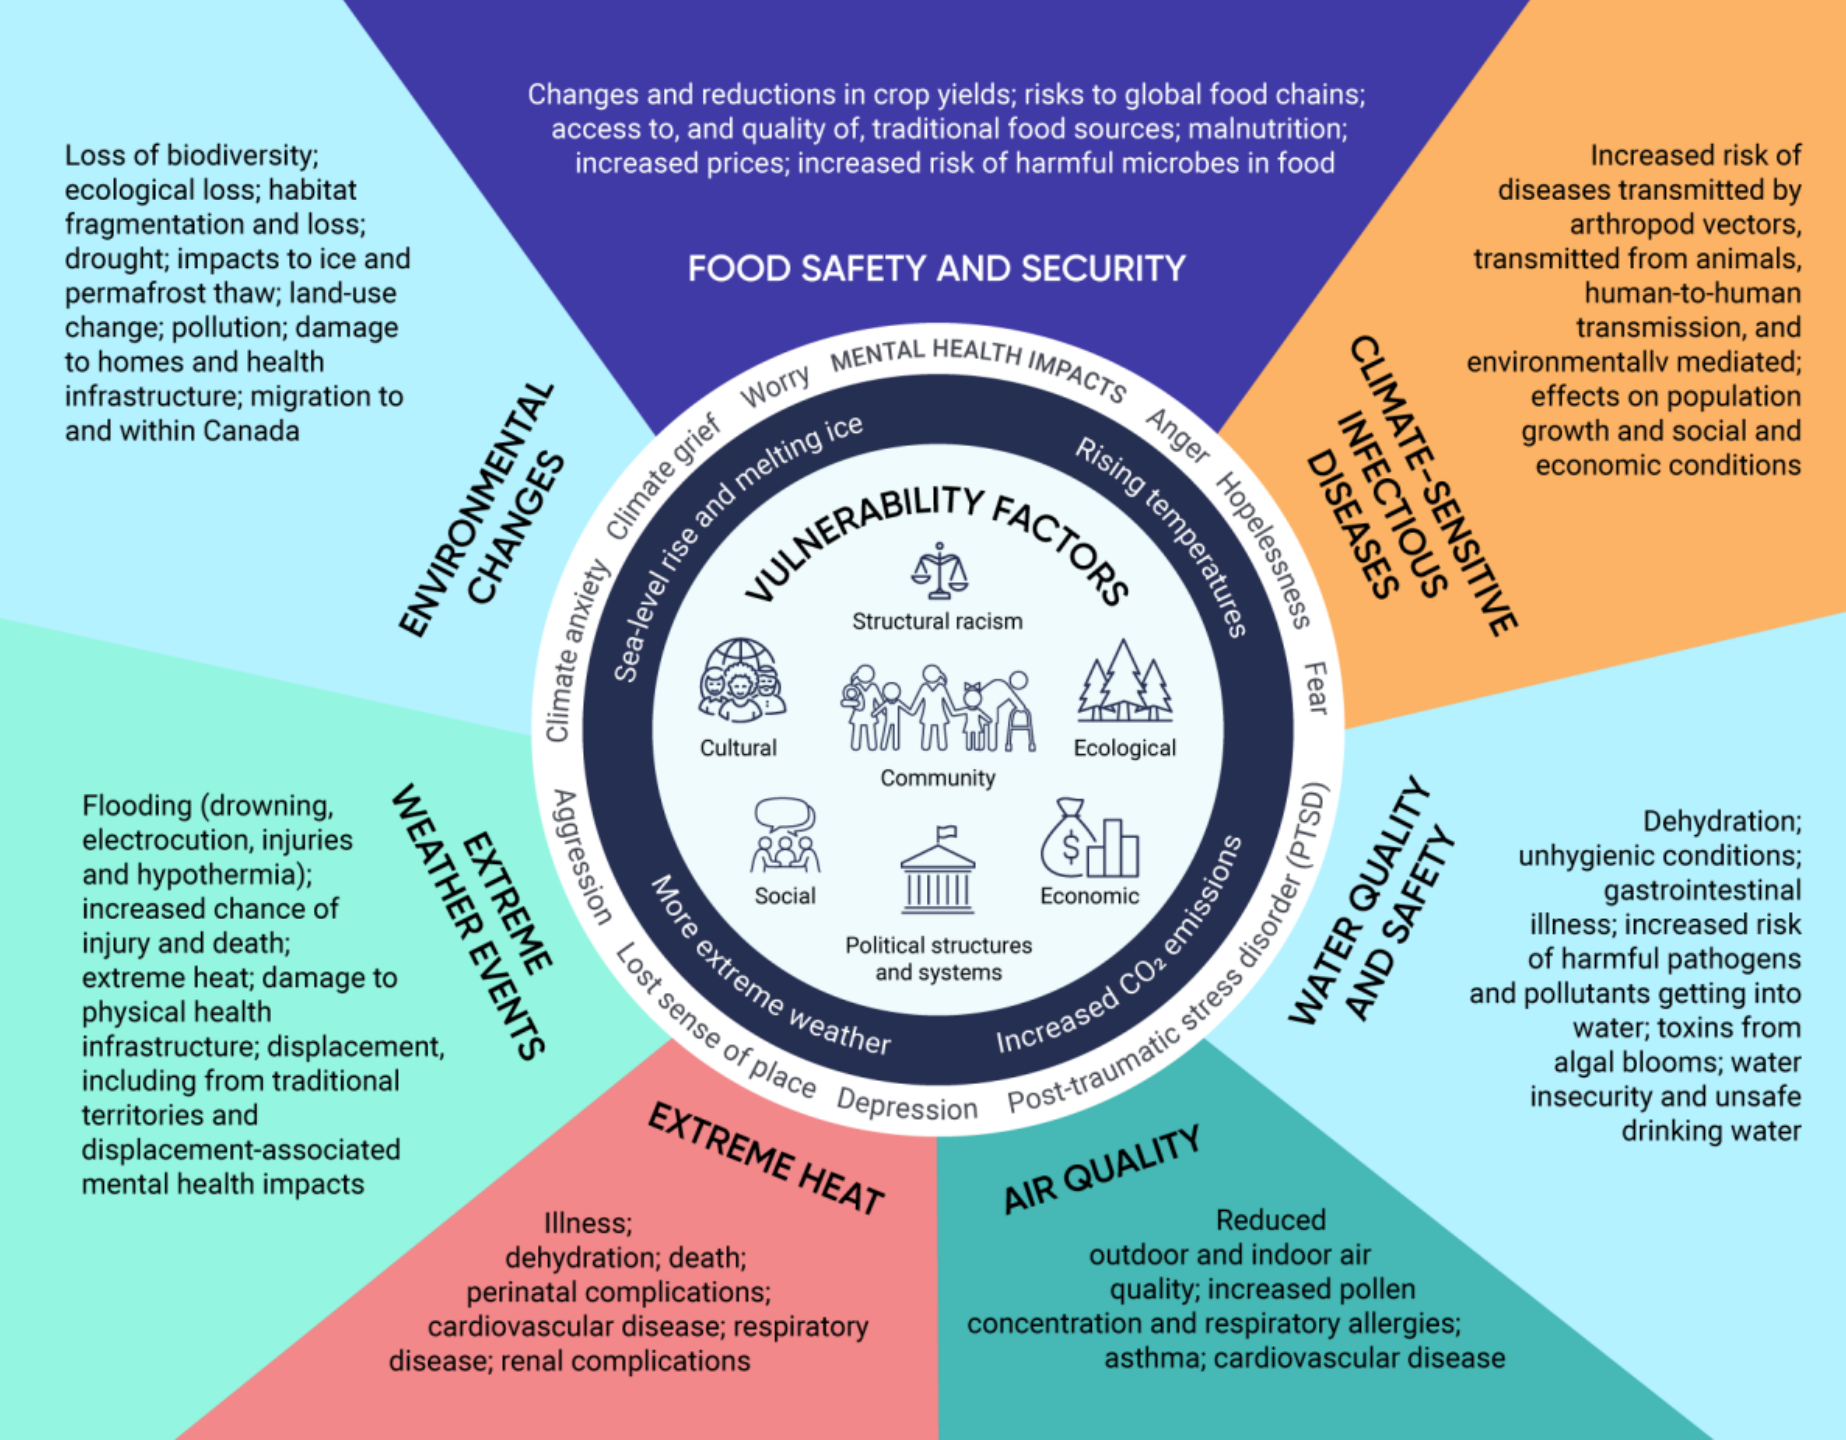 Changes and reductions in crop yields; risks to global food chains;
access to, and quality of, traditional food sources; malnutrition;
increased prices; increased risk of harmful microbes in food
FOOD SAFETY AND SECURITY
Increased risk of
diseases transmitted by
arthropod vectors,
transmitted from animals,
human-to-human
transmission, and
environmentallv mediated;
effects on population
growth and social and
economic conditions
CLIMATE-SENSITIVE
INFECTIOUS
DISEASES
Dehydration;
unhygienic conditions;
gastrointestinal
illness; increased risk
of harmful pathogens
and pollutants getting into
water; toxins from
algal blooms; water
insecurity and unsafe
drinking water
WATER QUALITY
AND SAFETY
AIR QUALITY
Reduced
outdoor and indoor air
quality; increased pollen
concentration and respiratory allergies;
asthma; cardiovascular disease
EXTREME HEAT
Illness;
dehydration; death;
perinatal complications;
cardiovascular disease; respiratory
disease; renal complications
EXTREME
WEATHER EVENTS
Flooding (drowning,
electrocution, injuries
and hypothermia);
increased chance of
injury and death;
extreme heat; damage to
physical health
infrastructure; displacement,
including from traditional
territories and
displacement-associated
mental health impacts
Loss of biodiversity;
ecological loss; habitat
fragmentation and loss;
drought; impacts to ice and
permafrost thaw; land-use
change; pollution; damage
to homes and health
infrastructure; migration to
and within Canada
ENVIRONMENTAL
CHANGES
MENTAL HEALTH IMPACTS
Anger
Hopelessness
Fear
Post-traumatic stress disorder (PTSD)
Depression
Lost sense of place
Aggression
Climate anxiety
Climate grief
Worry
Sea-level rise and melting ice
Rising temperatures
Increased CO₂ emissions
More extreme weather
VULNERABILITY FACTORS
Structural racism
Cultural
Community
Ecological
Social
$
Economic
Political structures
and systems